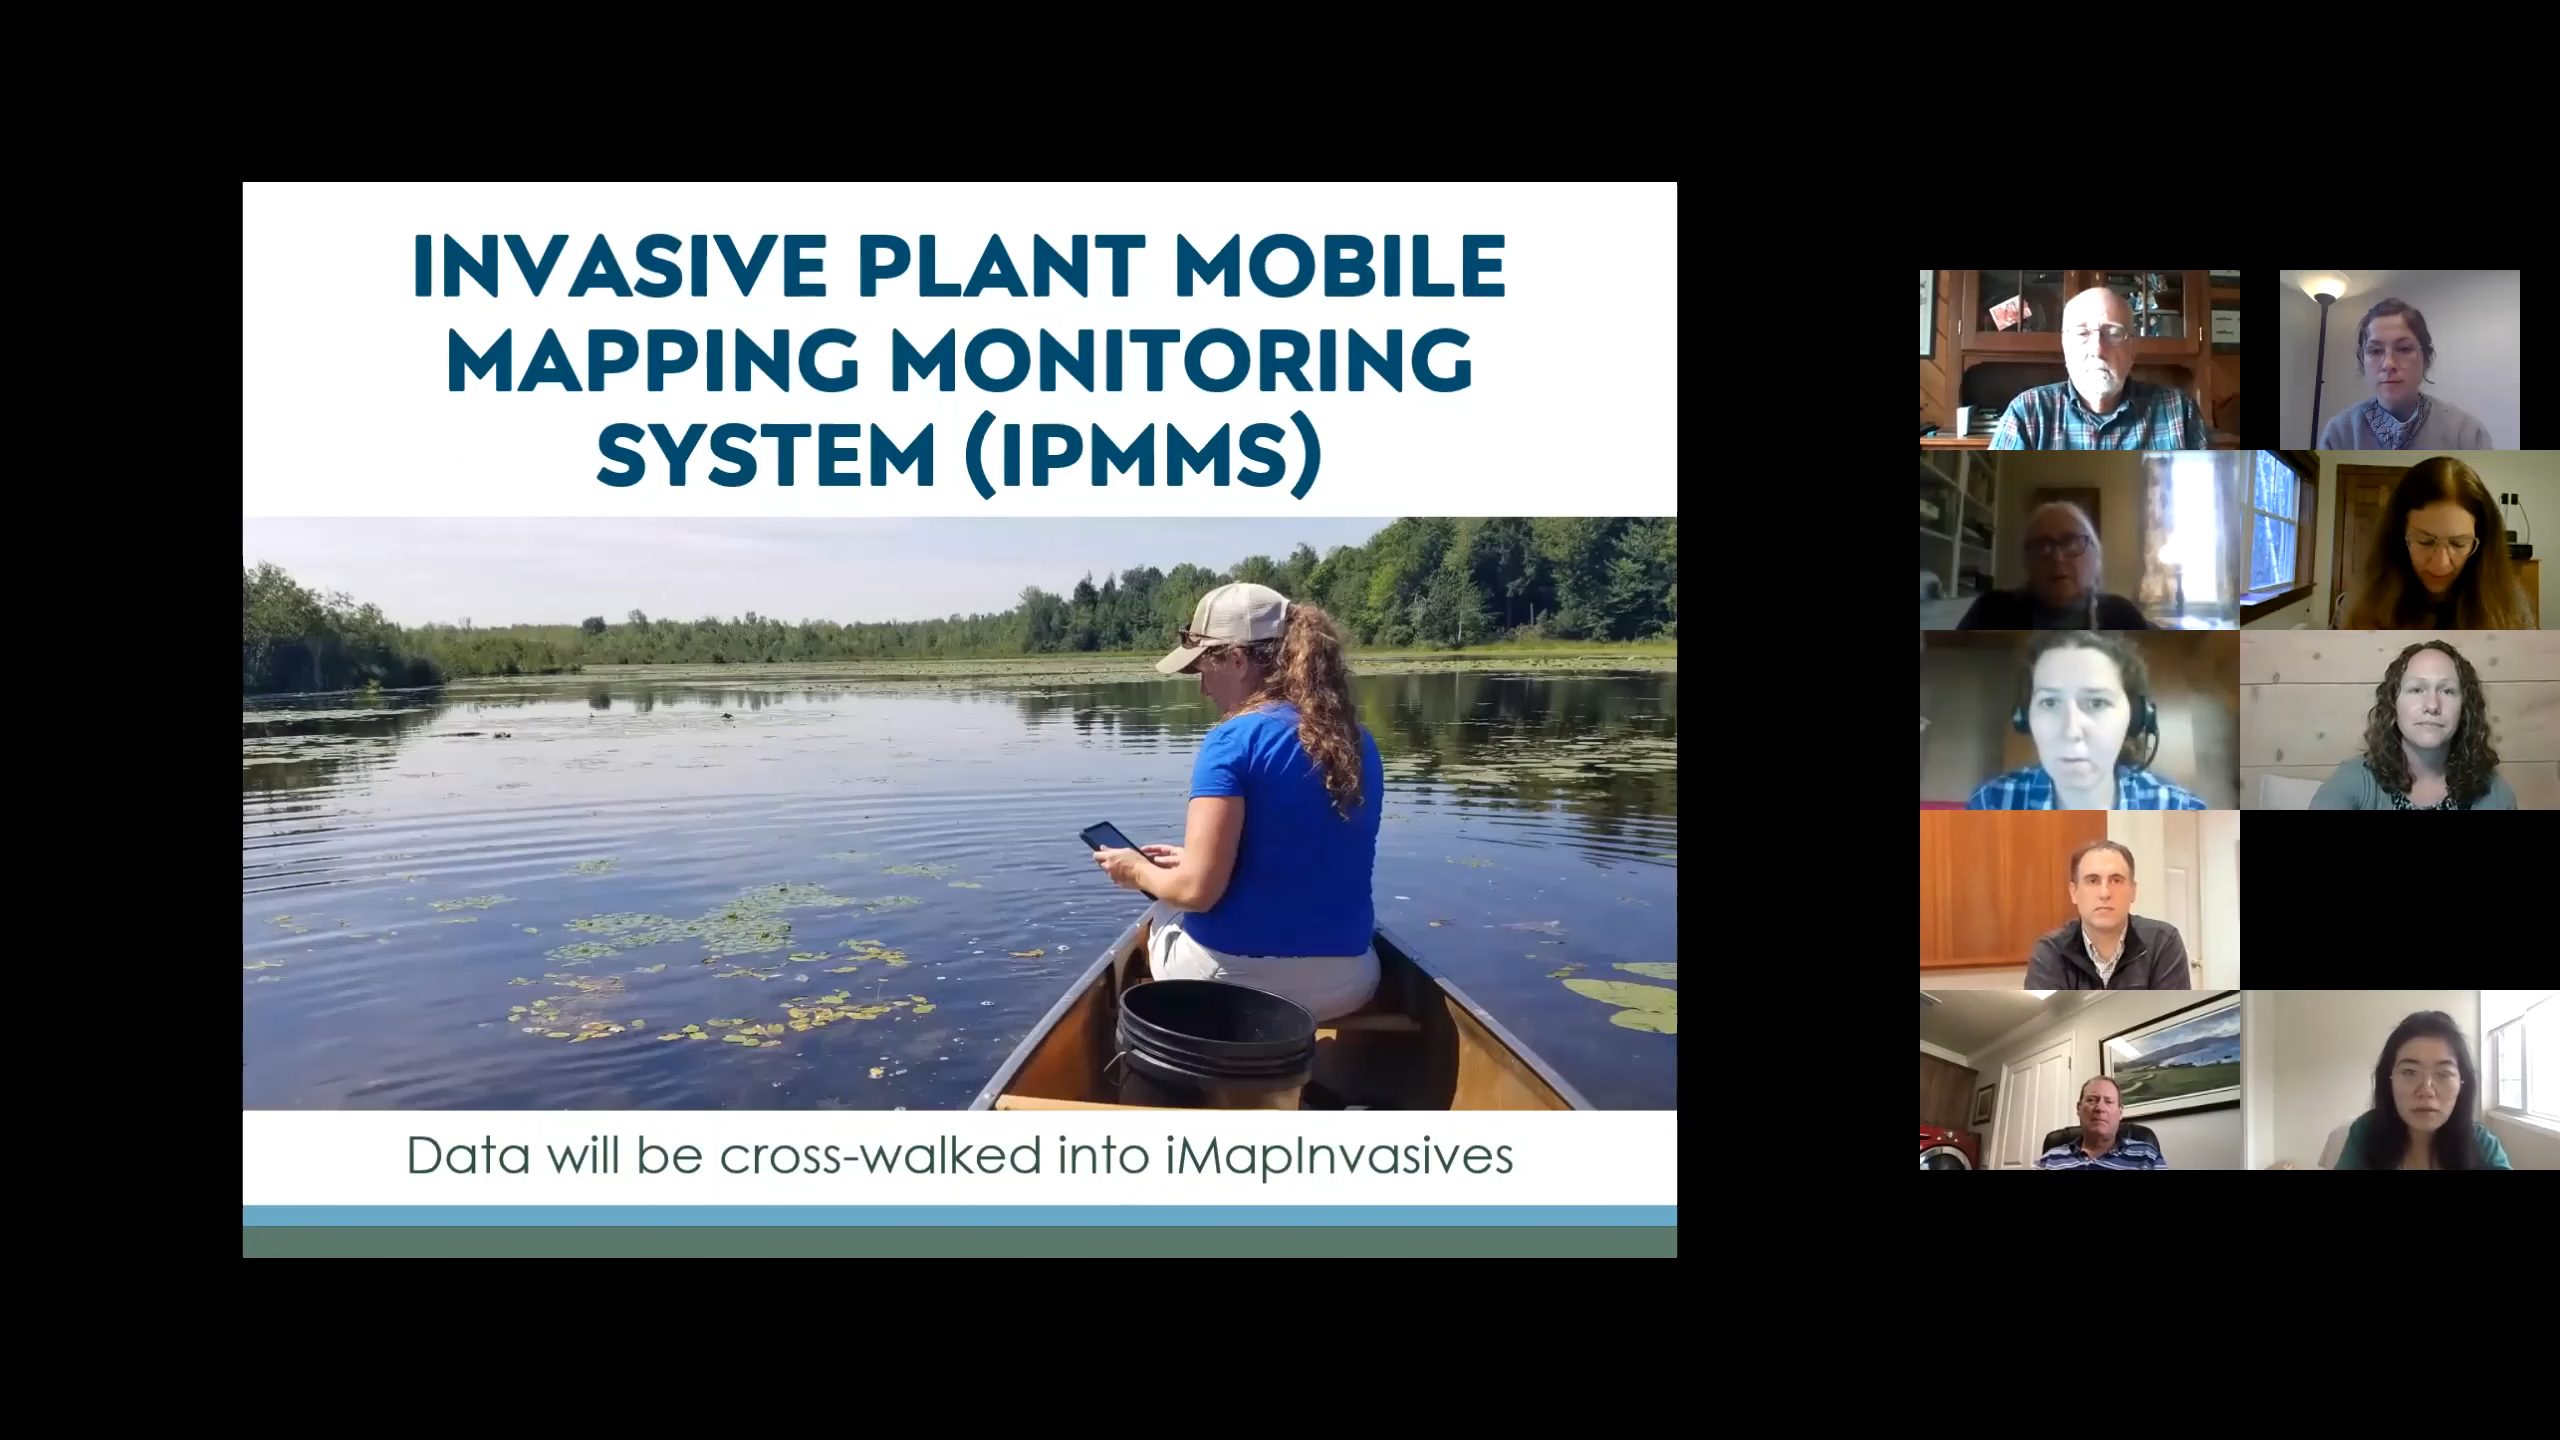 INVASIVE PLANT MOBILE
MAPPING MONITORING
SYSTEM (IPMMS)
Data will be cross-walked into iMapInvasives